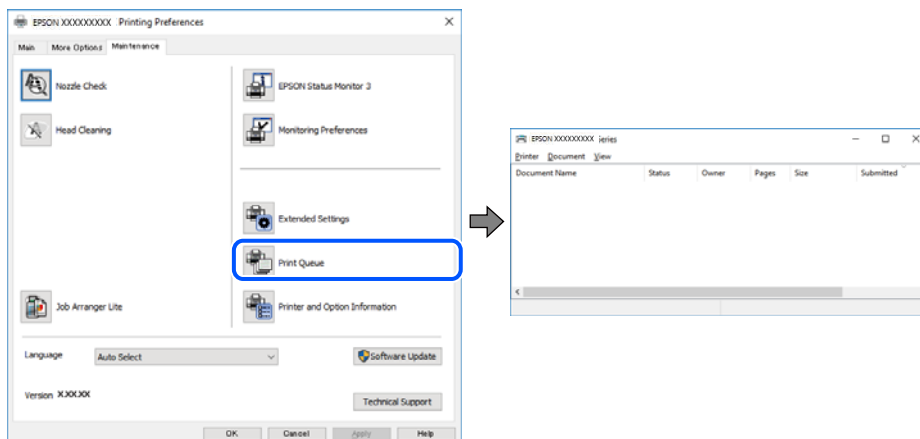 EPSON XXXXXXXXX Printing Preferences
Main More Options Maintenance
Nozzle Check
Head Cleaning
Job Arranger Lite
EPSON Status Monitor 3
Monitoring Preferences
Extended Settings
Print Queue
Printer and Option Information
Language Auto Select Software Update
Version X.XX.XX Technical Support
OK Cancel Apply Help
EPSON XXXXXXXXX ieries
Printer Document View
Document Name Status Owner Pages Size Submitted